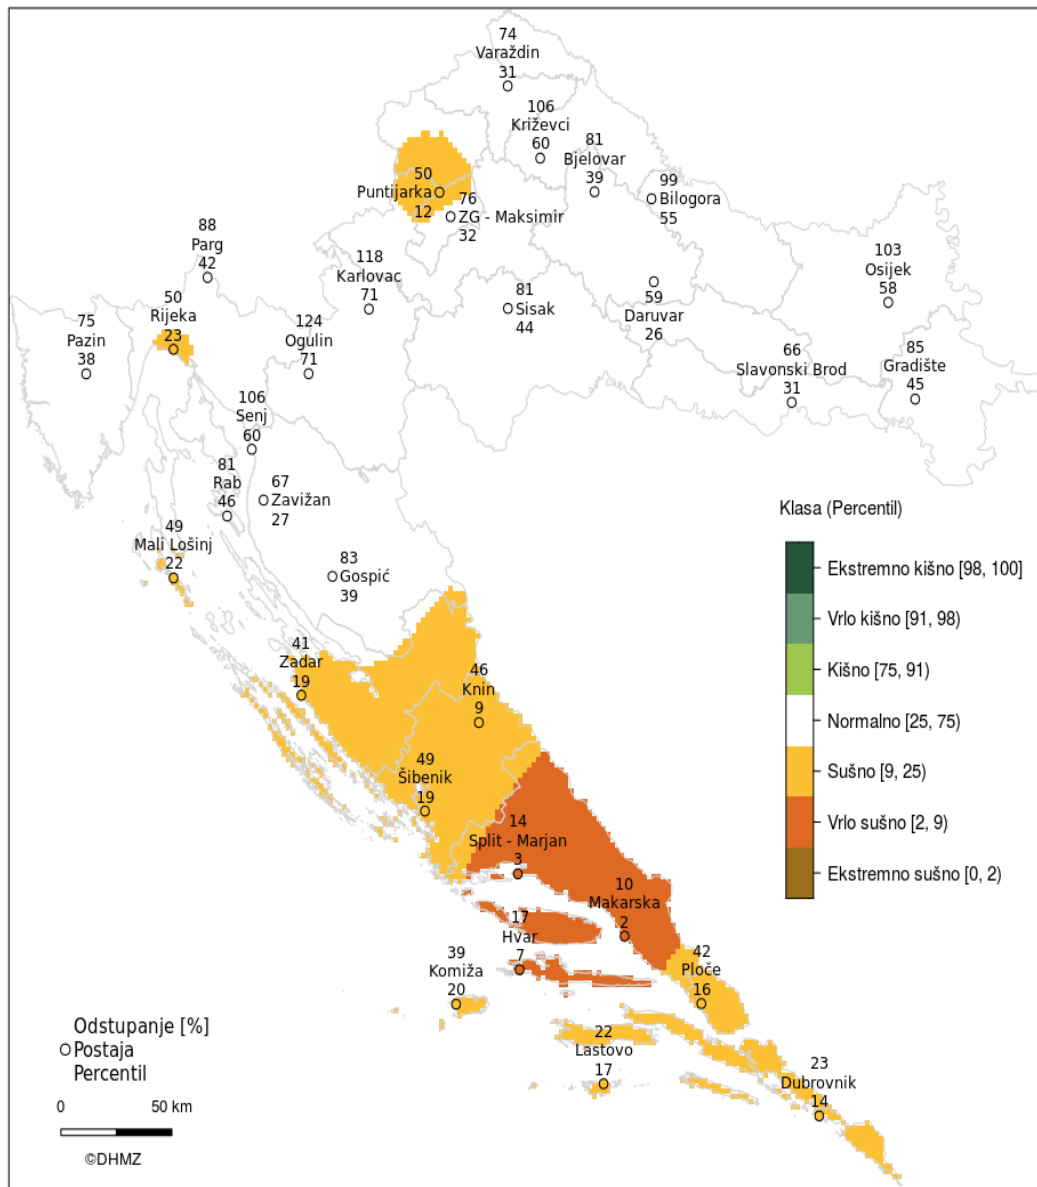 74
Varaždin
31
106
Križevci
60
81
Bjelovar
39
50
Puntijarka
12
99
Bilogora
55
76
ZG - Maksimir
32
88
Parg
42
118
Karlovac
71
103
Osijek
58
81
Sisak
44
59
Daruvar
26
50
Rijeka
23
75
Pazin
38
124
Ogulin
71
66
Slavonski Brod
31
85
Gradište
45
106
Senj
60
81
Rab
46
67
Zavižan
27
49
Mali Lošinj
22
83
Gospić
39
Klasa (Percentil)
Ekstremno kišno [98, 100]
Vrlo kišno [91, 98)
Kišno [75, 91)
Normalno [25, 75)
Sušno [9, 25)
Vrlo sušno [2, 9)
Ekstremno sušno [0, 2)
41
Zadar
19
46
Knin
9
49
Šibenik
19
14
Split - Marjan
3
10
Makarska
2
17
Hvar
7
39
Komiža
20
42
Ploče
16
22
Lastovo
17
23
Dubrovnik
14
Odstupanje [%]
Postaja
Percentil
0 50 km
©DHMZ